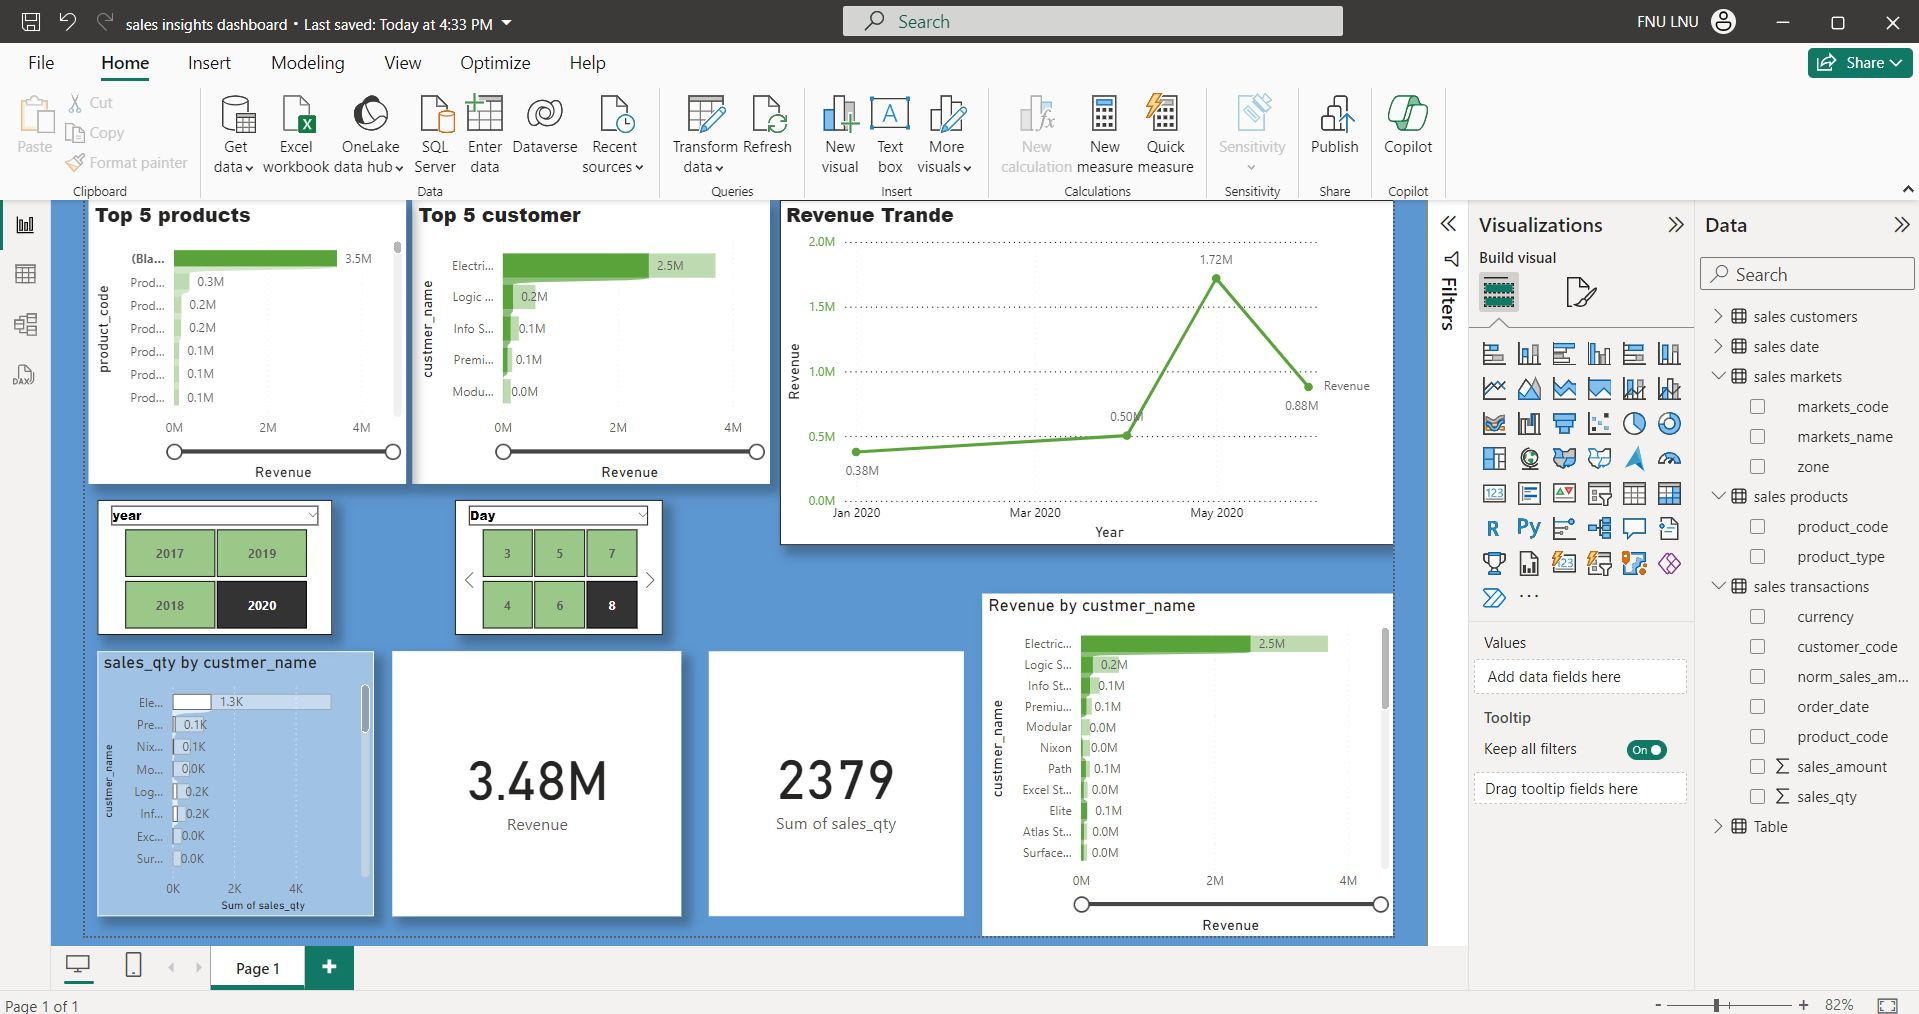 sales insights dashboard • Last saved: Today at 4:33 PM
Search
FNU LNU
File
Home
Insert
Modeling
View
Optimize
Help
Share
Paste
Cut
Copy
Format painter
Clipboard
Get data
Excel workbook
OneLake data hub
SQL Server
Enter data
Dataverse
Recent sources
Data
Transform data
Refresh
Queries
New visual
A
Text box
More visuals
Insert
New calculation
New measure
Quick measure
Calculations
Sensitivity
Sensitivity
Publish
Share
Copilot
Copilot
DAX
Top 5 products
product_code
(Bla...
3.5M
Prod...
0.3M
Prod...
0.2M
Prod...
0.2M
Prod...
0.1M
Prod...
0.1M
Prod...
0.1M
0M
2M
4M
Revenue
Top 5 customer
custmer_name
Electri...
2.5M
Logic ...
0.2M
Info S...
0.1M
Premi...
0.1M
Modu...
0.0M
0M
2M
4M
Revenue
Revenue Trande
Revenue
2.0M
1.5M
1.0M
0.5M
0.0M
1.72M
0.50M
0.38M
0.88M
Revenue
Jan 2020
Mar 2020
May 2020
Year
year
2017
2019
2018
2020
Day
3
5
7
4
6
8
sales_qty by custmer_name
custmer_name
Ele...
1.3K
Pre...
0.1K
Nix...
0.1K
Mo...
0.0K
Log...
0.2K
Inf...
0.2K
Exc...
0.0K
Sur...
0.0K
0K
2K
4K
Sum of sales_qty
3.48M
Revenue
2379
Sum of sales_qty
Revenue by custmer_name
custmer_name
Electric...
2.5M
Logic S...
0.2M
Info St...
0.1M
Premiu...
0.1M
Modular
0.0M
Nixon
0.0M
Path
0.1M
Excel St...
0.0M
Elite
0.1M
Atlas St...
0.0M
Surface...
0.0M
0M
2M
4M
Revenue
Filters
Visualizations
Build visual
123
R
Py
123
...
Values
Add data fields here
Tooltip
Keep all filters
On
Drag tooltip fields here
Data
Search
sales customers
sales date
sales markets
markets_code
markets_name
zone
sales products
product_code
product_type
sales transactions
currency
customer_code
norm_sales_am...
order_date
product_code
Σ sales_amount
Σ sales_qty
Table
Page 1
+
Page 1 of 1
- + 82%